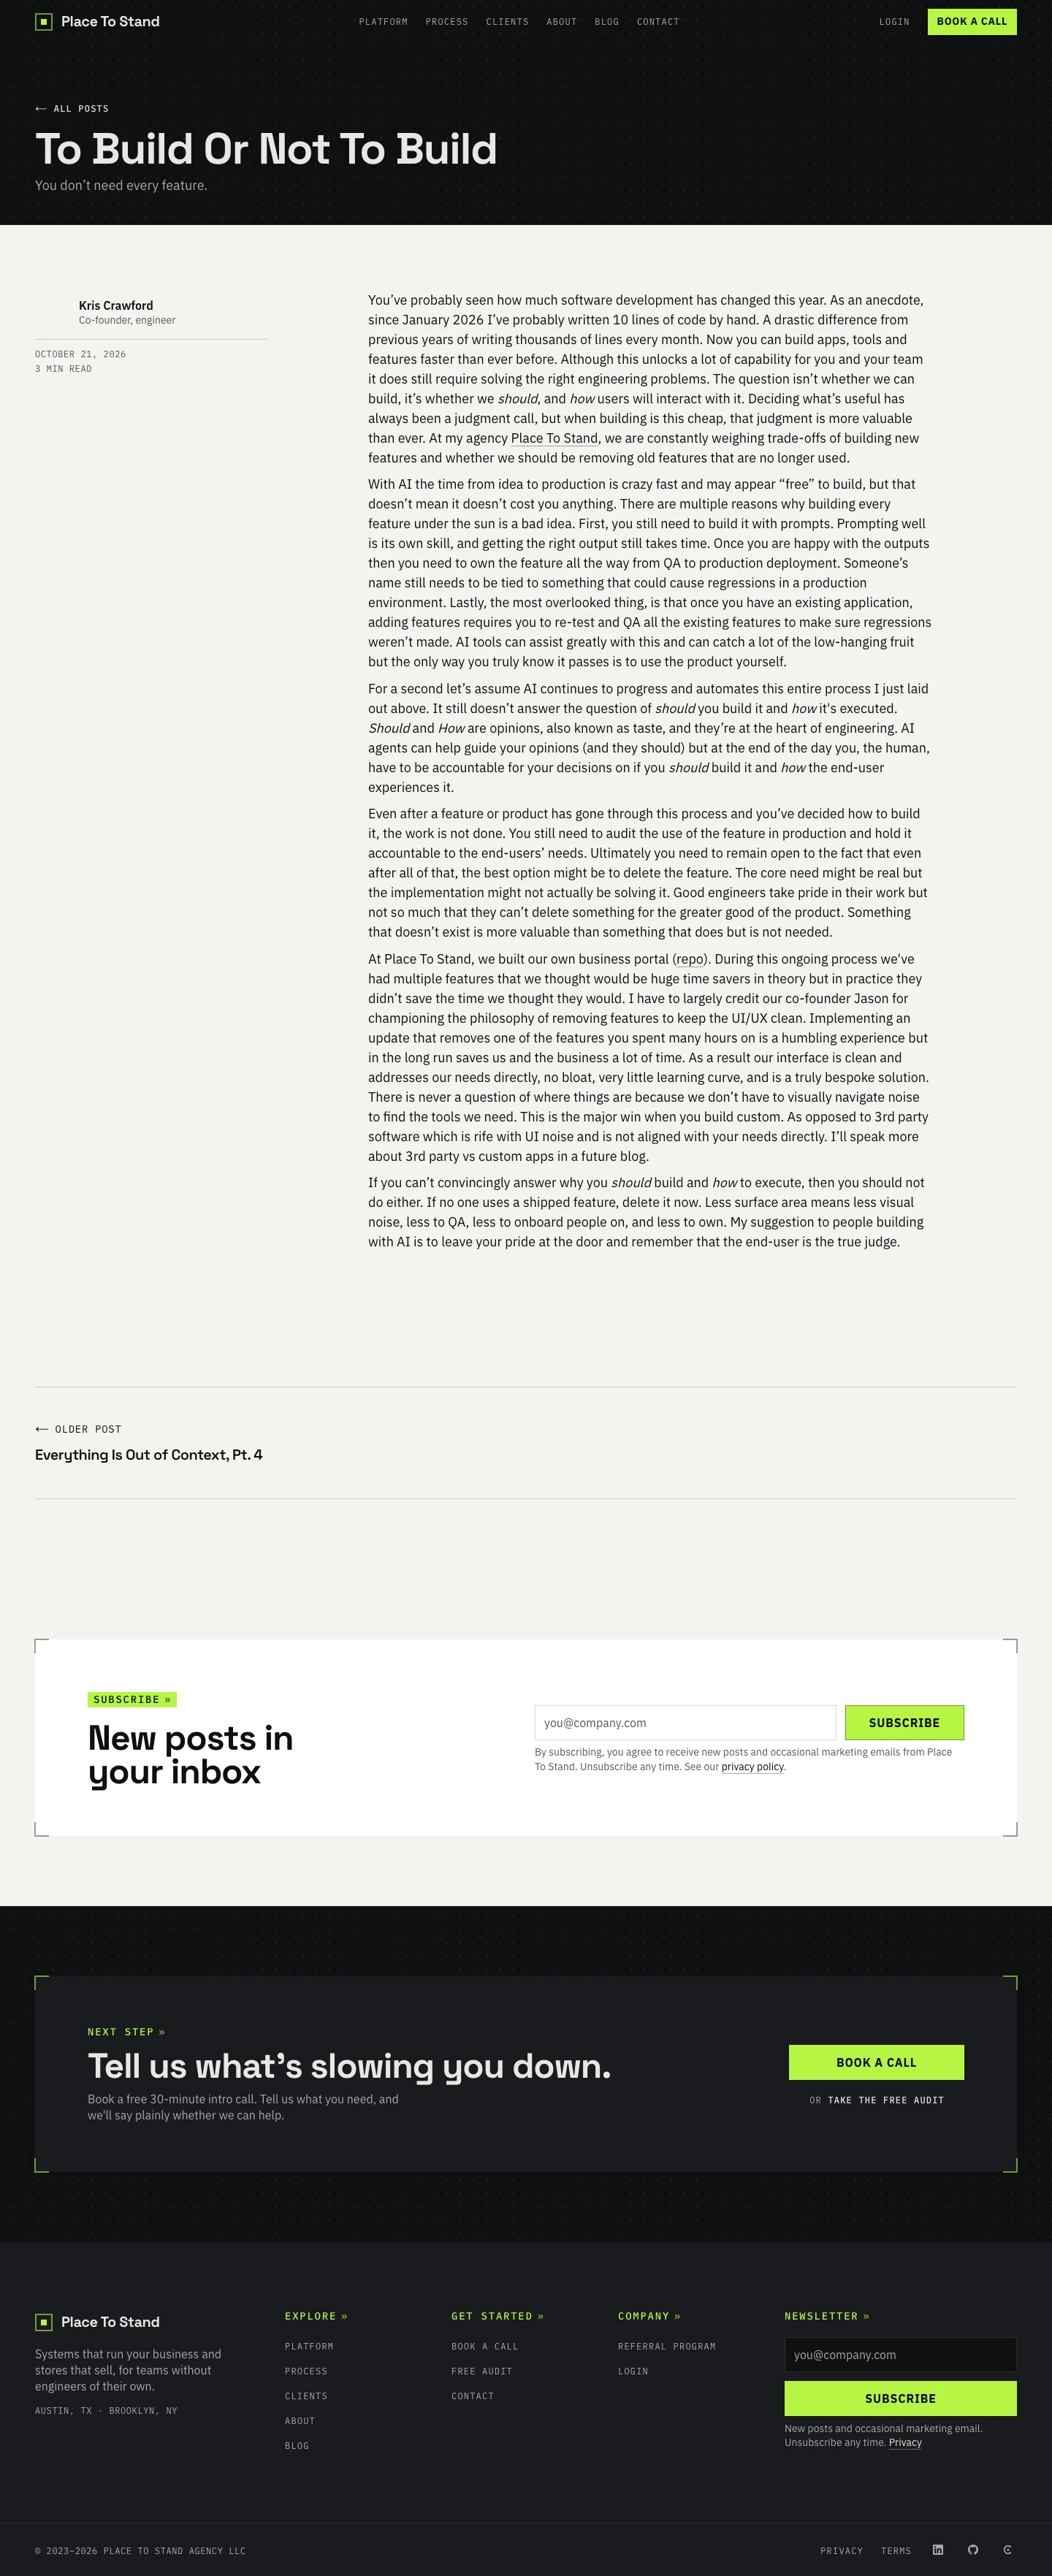 Place To Stand
PLATFORM PROCESS CLIENTS ABOUT BLOG CONTACT
LOGIN BOOK A CALL
← ALL POSTS
To Build Or Not To Build
You don’t need every feature.
Kris Crawford
Co-founder, engineer
OCTOBER 21, 2026
3 MIN READ
You’ve probably seen how much software development has changed this year. As an anecdote,
since January 2026 I’ve probably written 10 lines of code by hand. A drastic difference from
previous years of writing thousands of lines every month. Now you can build apps, tools and
features faster than ever before. Although this unlocks a lot of capability for you and your team
it does still require solving the right engineering problems. The question isn’t whether we can
build, it’s whether we should, and how users will interact with it. Deciding what’s useful has
always been a judgment call, but when building is this cheap, that judgment is more valuable
than ever. At my agency Place To Stand, we are constantly weighing trade-offs of building new
features and whether we should be removing old features that are no longer used.
With AI the time from idea to production is crazy fast and may appear “free” to build, but that
doesn’t mean it doesn’t cost you anything. There are multiple reasons why building every
feature under the sun is a bad idea. First, you still need to build it with prompts. Prompting well
is its own skill, and getting the right output still takes time. Once you are happy with the outputs
then you need to own the feature all the way from QA to production deployment. Someone’s
name still needs to be tied to something that could cause regressions in a production
environment. Lastly, the most overlooked thing, is that once you have an existing application,
adding features requires you to re-test and QA all the existing features to make sure regressions
weren’t made. AI tools can assist greatly with this and can catch a lot of the low-hanging fruit
but the only way you truly know it passes is to use the product yourself.
For a second let’s assume AI continues to progress and automates this entire process I just laid
out above. It still doesn’t answer the question of should you build it and how it's executed.
Should and How are opinions, also known as taste, and they’re at the heart of engineering. AI
agents can help guide your opinions (and they should) but at the end of the day you, the human,
have to be accountable for your decisions on if you should build it and how the end-user
experiences it.
Even after a feature or product has gone through this process and you’ve decided how to build
it, the work is not done. You still need to audit the use of the feature in production and hold it
accountable to the end-users’ needs. Ultimately you need to remain open to the fact that even
after all of that, the best option might be to delete the feature. The core need might be real but
the implementation might not actually be solving it. Good engineers take pride in their work but
not so much that they can’t delete something for the greater good of the product. Something
that doesn’t exist is more valuable than something that does but is not needed.
At Place To Stand, we built our own business portal (repo). During this ongoing process we've
had multiple features that we thought would be huge time savers in theory but in practice they
didn’t save the time we thought they would. I have to largely credit our co-founder Jason for
championing the philosophy of removing features to keep the UI/UX clean. Implementing an
update that removes one of the features you spent many hours on is a humbling experience but
in the long run saves us and the business a lot of time. As a result our interface is clean and
addresses our needs directly, no bloat, very little learning curve, and is a truly bespoke solution.
There is never a question of where things are because we don’t have to visually navigate noise
to find the tools we need. This is the major win when you build custom. As opposed to 3rd party
software which is rife with UI noise and is not aligned with your needs directly. I’ll speak more
about 3rd party vs custom apps in a future blog.
If you can’t convincingly answer why you should build and how to execute, then you should not
do either. If no one uses a shipped feature, delete it now. Less surface area means less visual
noise, less to QA, less to onboard people on, and less to own. My suggestion to people building
with AI is to leave your pride at the door and remember that the end-user is the true judge.
← OLDER POST
Everything Is Out of Context, Pt. 4
SUBSCRIBE »
New posts in
your inbox
you@company.com
SUBSCRIBE
By subscribing, you agree to receive new posts and occasional marketing emails from Place
To Stand. Unsubscribe any time. See our privacy policy.
NEXT STEP »
Tell us what’s slowing you down.
Book a free 30-minute intro call. Tell us what you need, and
we'll say plainly whether we can help.
BOOK A CALL
OR TAKE THE FREE AUDIT
Place To Stand
Systems that run your business and
stores that sell, for teams without
engineers of their own.
AUSTIN, TX · BROOKLYN, NY
EXPLORE »
PLATFORM
PROCESS
CLIENTS
ABOUT
BLOG
GET STARTED »
BOOK A CALL
FREE AUDIT
CONTACT
COMPANY »
REFERRAL PROGRAM
LOGIN
NEWSLETTER »
you@company.com
SUBSCRIBE
New posts and occasional marketing email.
Unsubscribe any time. Privacy
© 2023–2026 PLACE TO STAND AGENCY LLC
PRIVACY TERMS